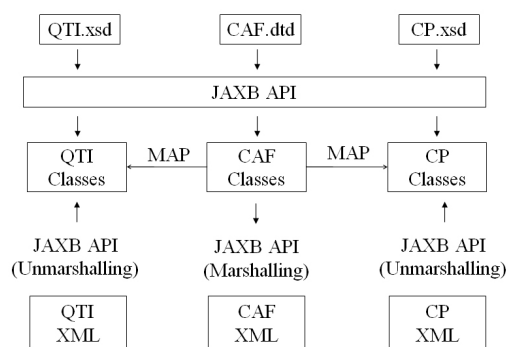 QTI.xsd CAF.dtd CP.xsd
JAXB API
QTI Classes MAP CAF Classes MAP CP Classes
JAXB API (Unmarshalling) JAXB API (Marshalling) JAXB API (Unmarshalling)
QTI XML CAF XML CP XML